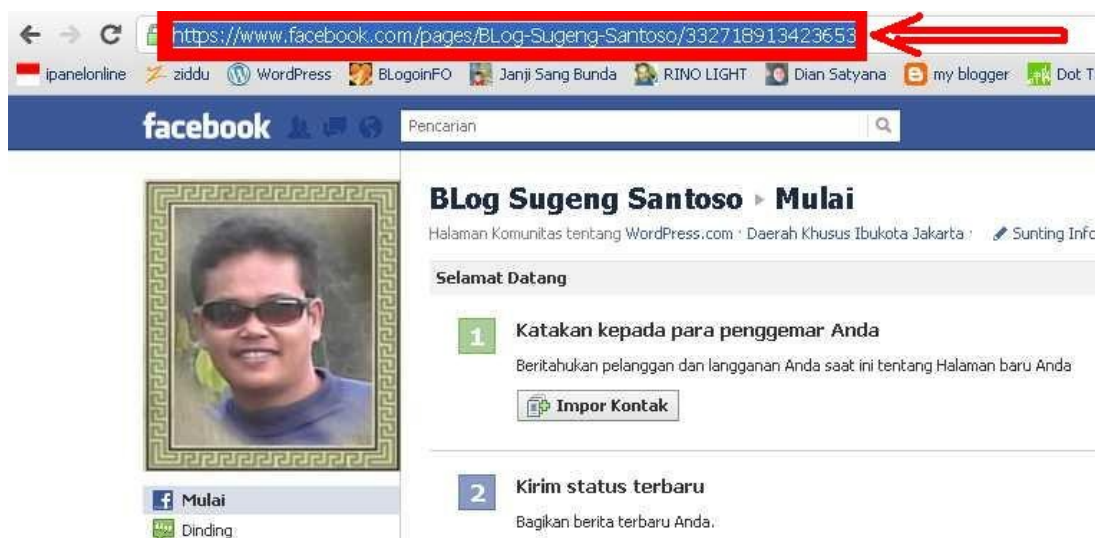 https://www.facebook.com/pages/BLog-Sugeng-Santoso/332718913423653
ipanelonline ziddu WordPress BLogoinFO Janji Sang Bunda RINO LIGHT Dian Satyana my blogger Dot T
facebook Pencarian
BLog Sugeng Santoso ▸ Mulai
Halaman Komunitas tentang WordPress.com · Daerah Khusus Ibukota Jakarta · Sunting Info
Selamat Datang
1 Katakan kepada para penggemar Anda
Beritahukan pelanggan dan langganan Anda saat ini tentang Halaman baru Anda
Impor Kontak
2 Kirim status terbaru
Bagikan berita terbaru Anda.
Mulai
Dinding